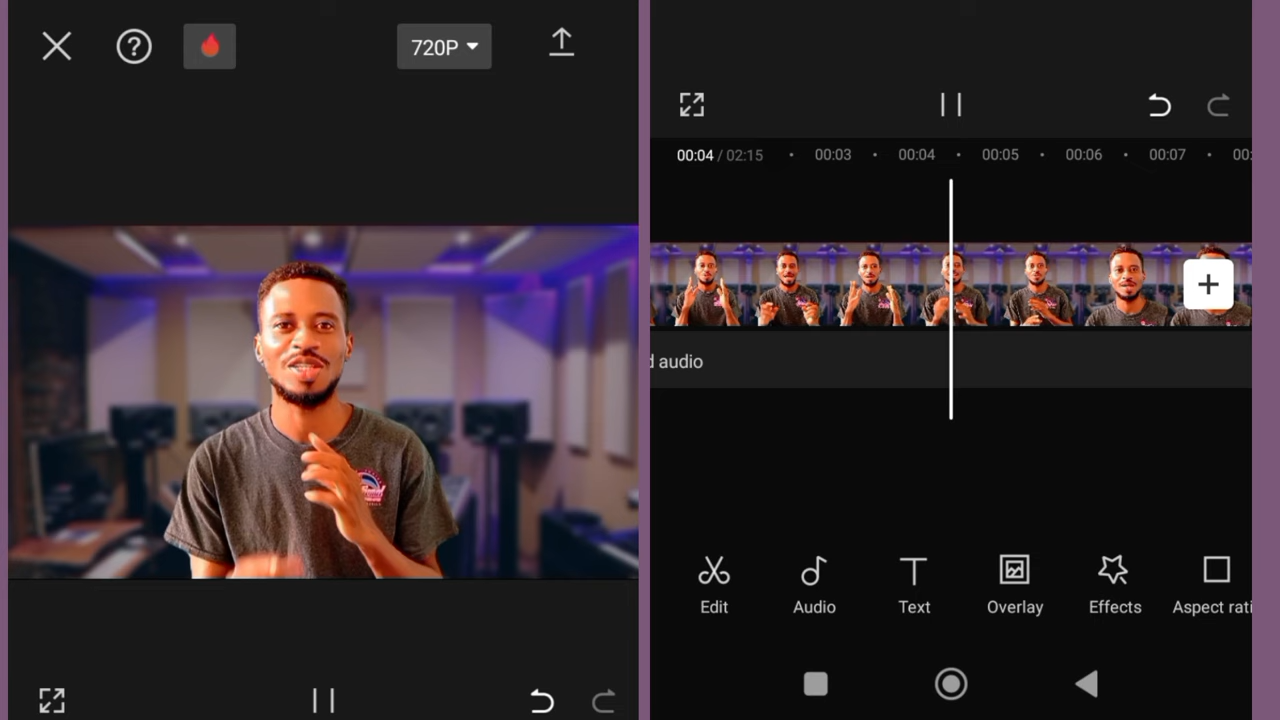 720P
00:04 / 02:15
00:03
00:04
00:05
00:06
00:07
00:
d audio
Edit
Audio
Text
Overlay
Effects
Aspect rati